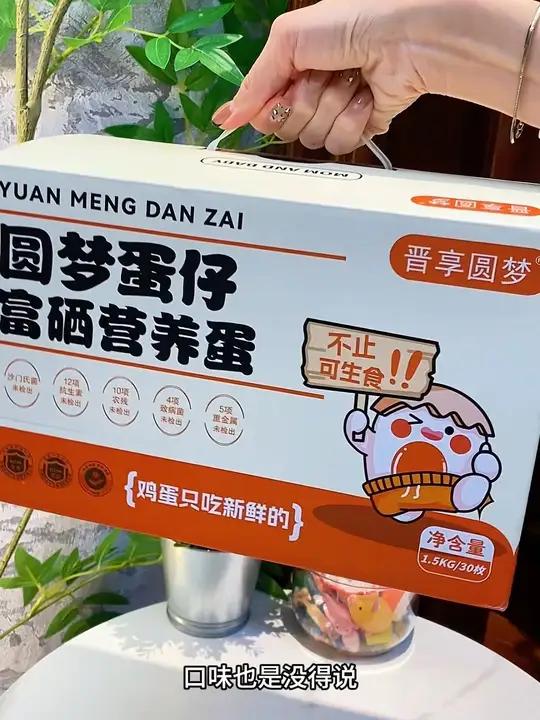 MOM AND BABY
晋享圆梦
YUAN MENG DAN ZAI
晋享圆梦
圆梦蛋仔
富硒营养蛋
不止
可生食!!
沙门氏菌
未检出
12项
抗生素
未检出
10项
农残
未检出
4项
致病菌
未检出
5项
重金属
未检出
{鸡蛋只吃新鲜的}
净含量
1.5KG/30枚
口味也是没得说